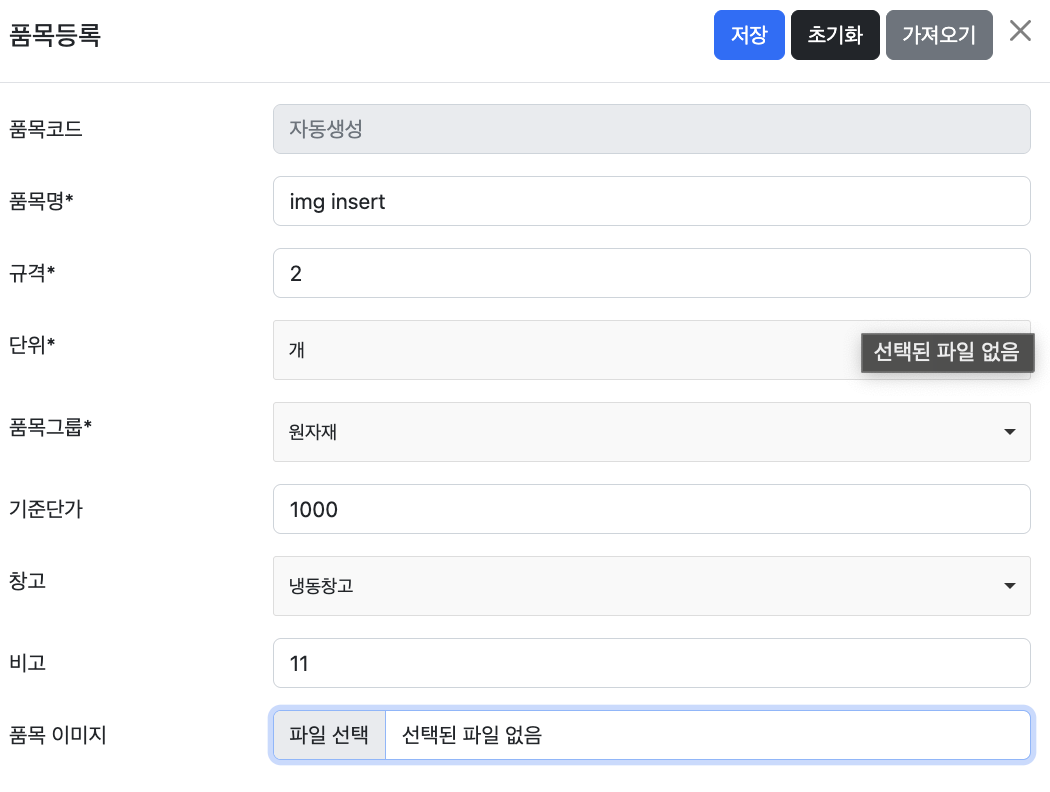 품목등록
저장 초기화 가져오기
품목코드 자동생성
품목명* img insert
규격* 2
단위* 개
선택된 파일 없음
품목그룹* 원자재
기준단가 1000
창고 냉동창고
비고 11
품목 이미지 파일 선택 선택된 파일 없음